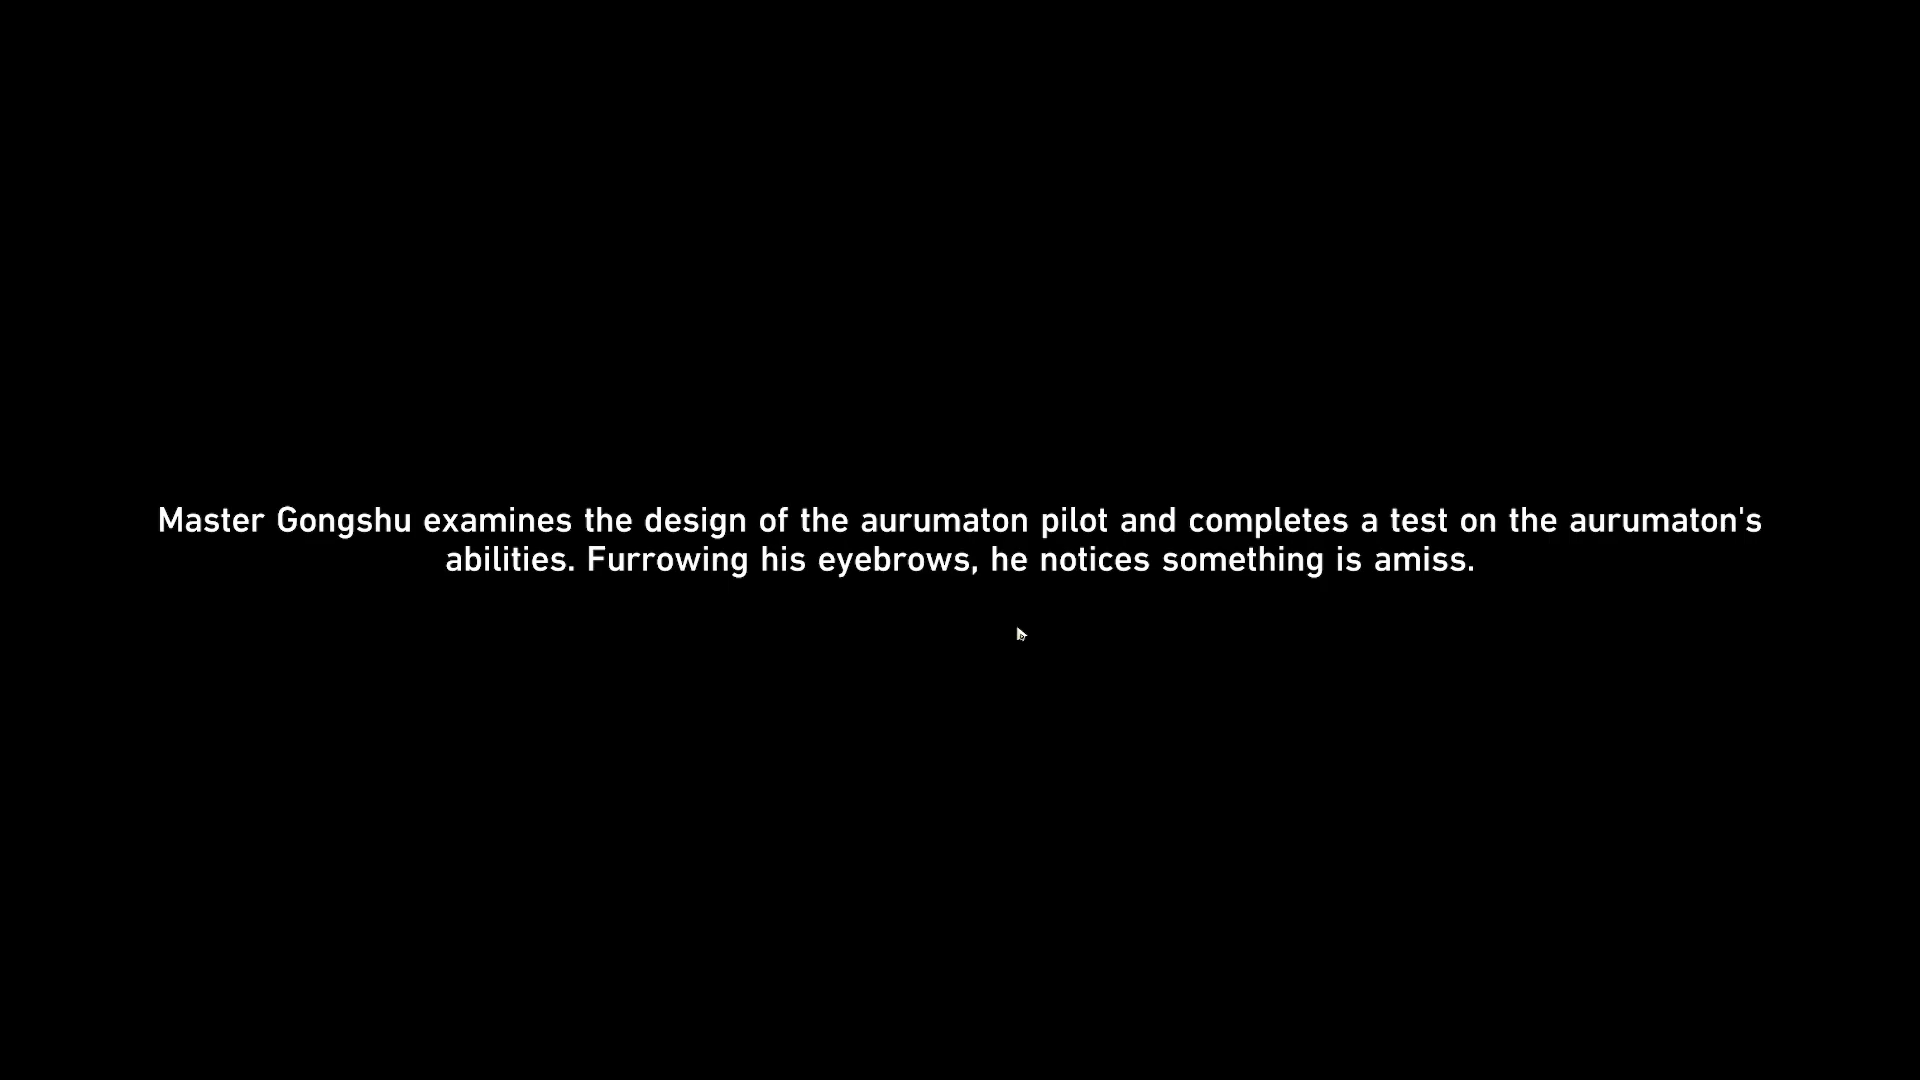 Master Gongshu examines the design of the aurumaton pilot and completes a test on the aurumaton's
abilities. Furrowing his eyebrows, he notices something is amiss.